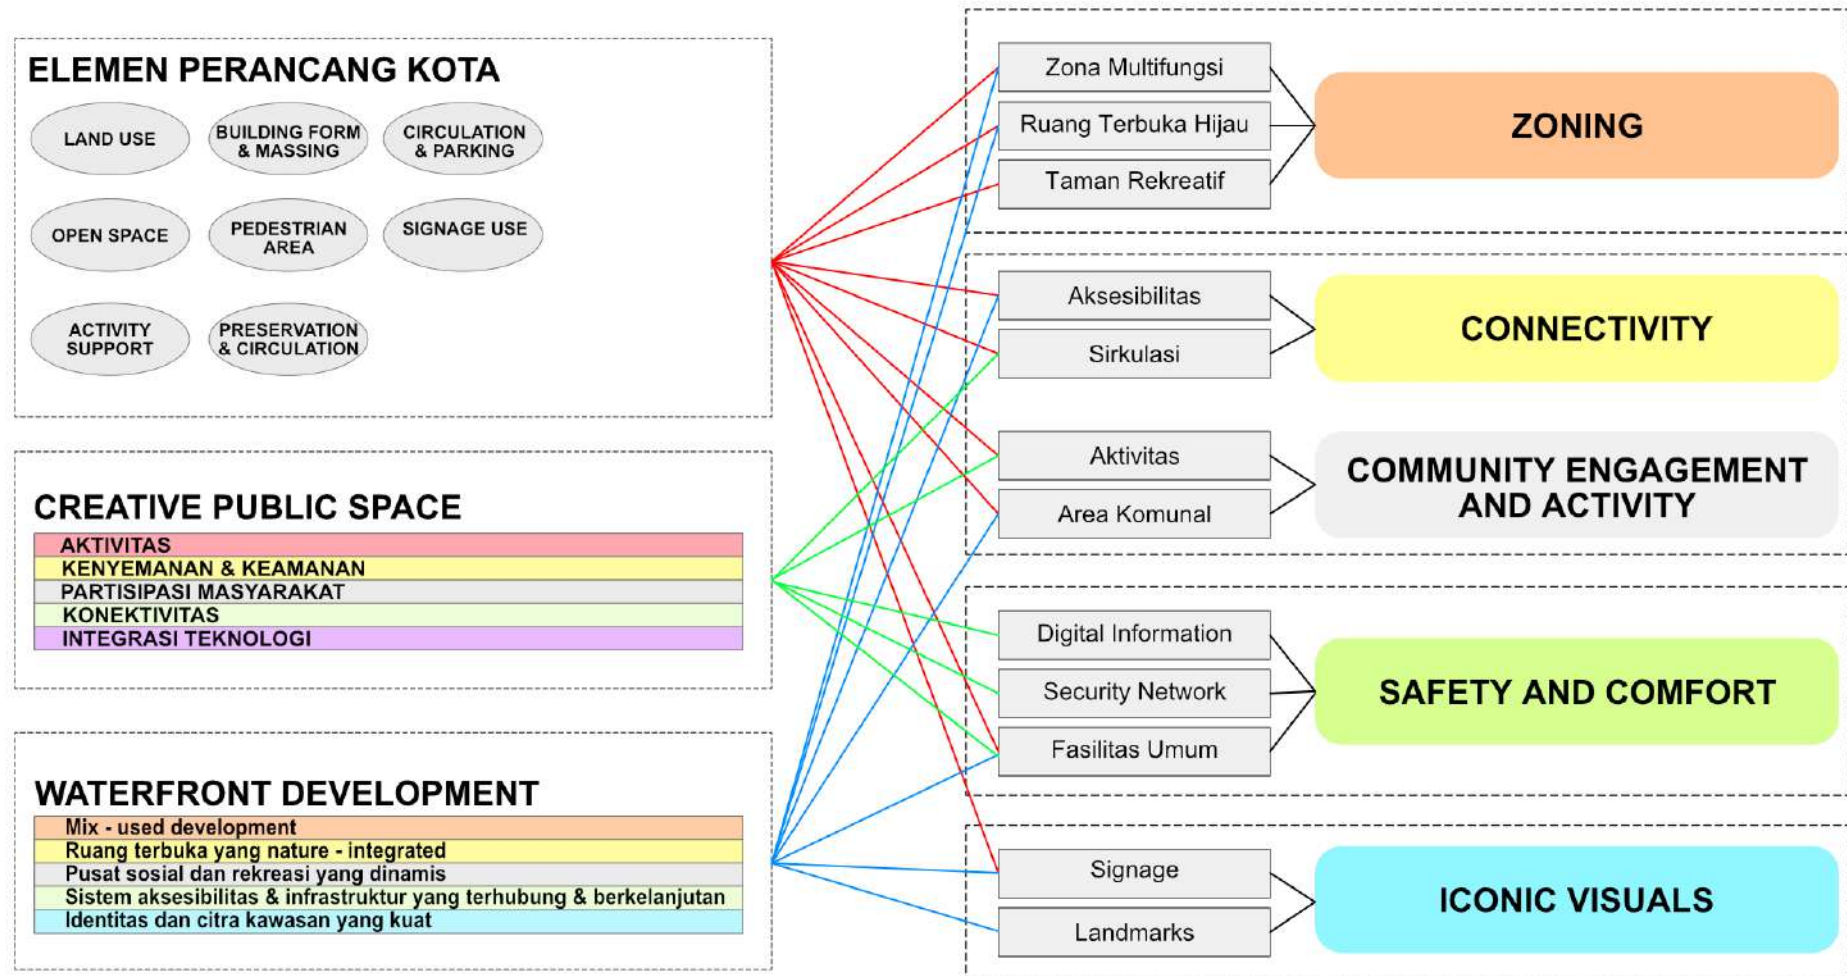 ELEMEN PERANCANG KOTA
LAND USE
BUILDING FORM
& MASSING
CIRCULATION
& PARKING
OPEN SPACE
PEDESTRIAN
AREA
SIGNAGE USE
ACTIVITY
SUPPORT
PRESERVATION
& CIRCULATION
CREATIVE PUBLIC SPACE
AKTIVITAS
KENYEMANAN & KEAMANAN
PARTISIPASI MASYARAKAT
KONEKTIVITAS
INTEGRASI TEKNOLOGI
WATERFRONT DEVELOPMENT
Mix - used development
Ruang terbuka yang nature - integrated
Pusat sosial dan rekreasi yang dinamis
Sistem aksesibilitas & infrastruktur yang terhubung & berkelanjutan
Identitas dan citra kawasan yang kuat
Zona Multifungsi
Ruang Terbuka Hijau
Taman Rekreatif
ZONING
Aksesibilitas
Sirkulasi
CONNECTIVITY
Aktivitas
Area Komunal
COMMUNITY ENGAGEMENT
AND ACTIVITY
Digital Information
Security Network
Fasilitas Umum
SAFETY AND COMFORT
Signage
Landmarks
ICONIC VISUALS